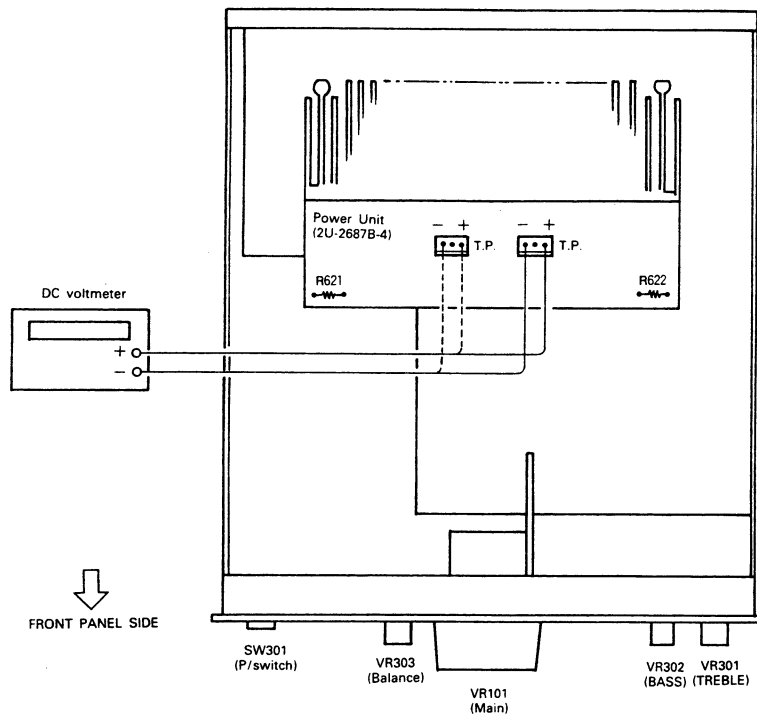 Power Unit
(2U-2687B-4)
− +
T.P.
− +
T.P.
R621
R622
DC voltmeter
+
−
FRONT PANEL SIDE
SW301
(P/switch)
VR303
(Balance)
VR101
(Main)
VR302
(BASS)
VR301
(TREBLE)